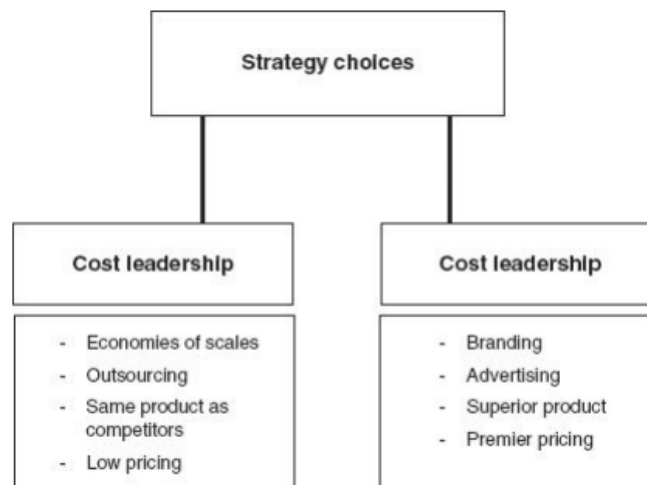 Strategy choices
Cost leadership
Cost leadership
- Economies of scales
- Outsourcing
- Same product as
competitors
- Low pricing
- Branding
- Advertising
- Superior product
- Premier pricing